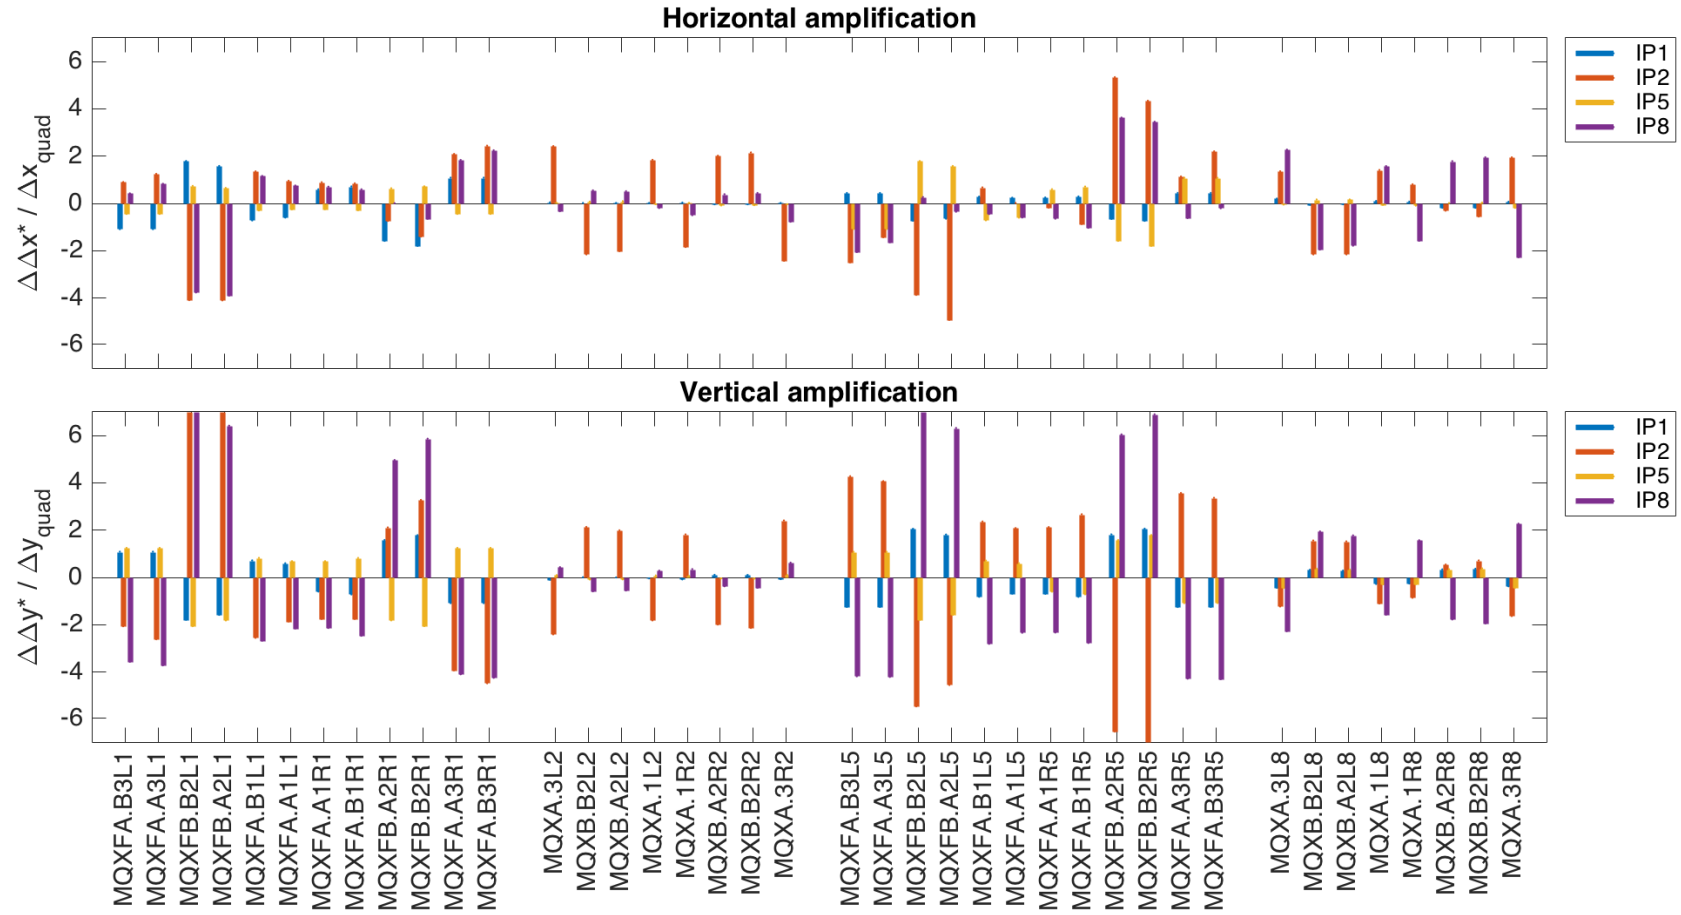 Horizontal amplification
ΔΔx* / Δx_quad
6
4
2
0
-2
-4
-6
IP1
IP2
IP5
IP8
Vertical amplification
ΔΔy* / Δy_quad
6
4
2
0
-2
-4
-6
IP1
IP2
IP5
IP8
MQXFA.B3L1
MQXFA.A3L1
MQXFB.B2L1
MQXFB.A2L1
MQXFA.B1L1
MQXFA.A1L1
MQXFA.A1R1
MQXFA.B1R1
MQXFB.A2R1
MQXFB.B2R1
MQXFA.A3R1
MQXFA.B3R1
MQXA.3L2
MQXB.B2L2
MQXB.A2L2
MQXA.1L2
MQXA.1R2
MQXB.A2R2
MQXB.B2R2
MQXA.3R2
MQXFA.B3L5
MQXFA.A3L5
MQXFB.B2L5
MQXFB.A2L5
MQXFA.B1L5
MQXFA.A1L5
MQXFA.A1R5
MQXFA.B1R5
MQXFB.A2R5
MQXFB.B2R5
MQXFA.A3R5
MQXFA.B3R5
MQXA.3L8
MQXB.B2L8
MQXB.A2L8
MQXA.1L8
MQXA.1R8
MQXB.A2R8
MQXB.B2R8
MQXA.3R8